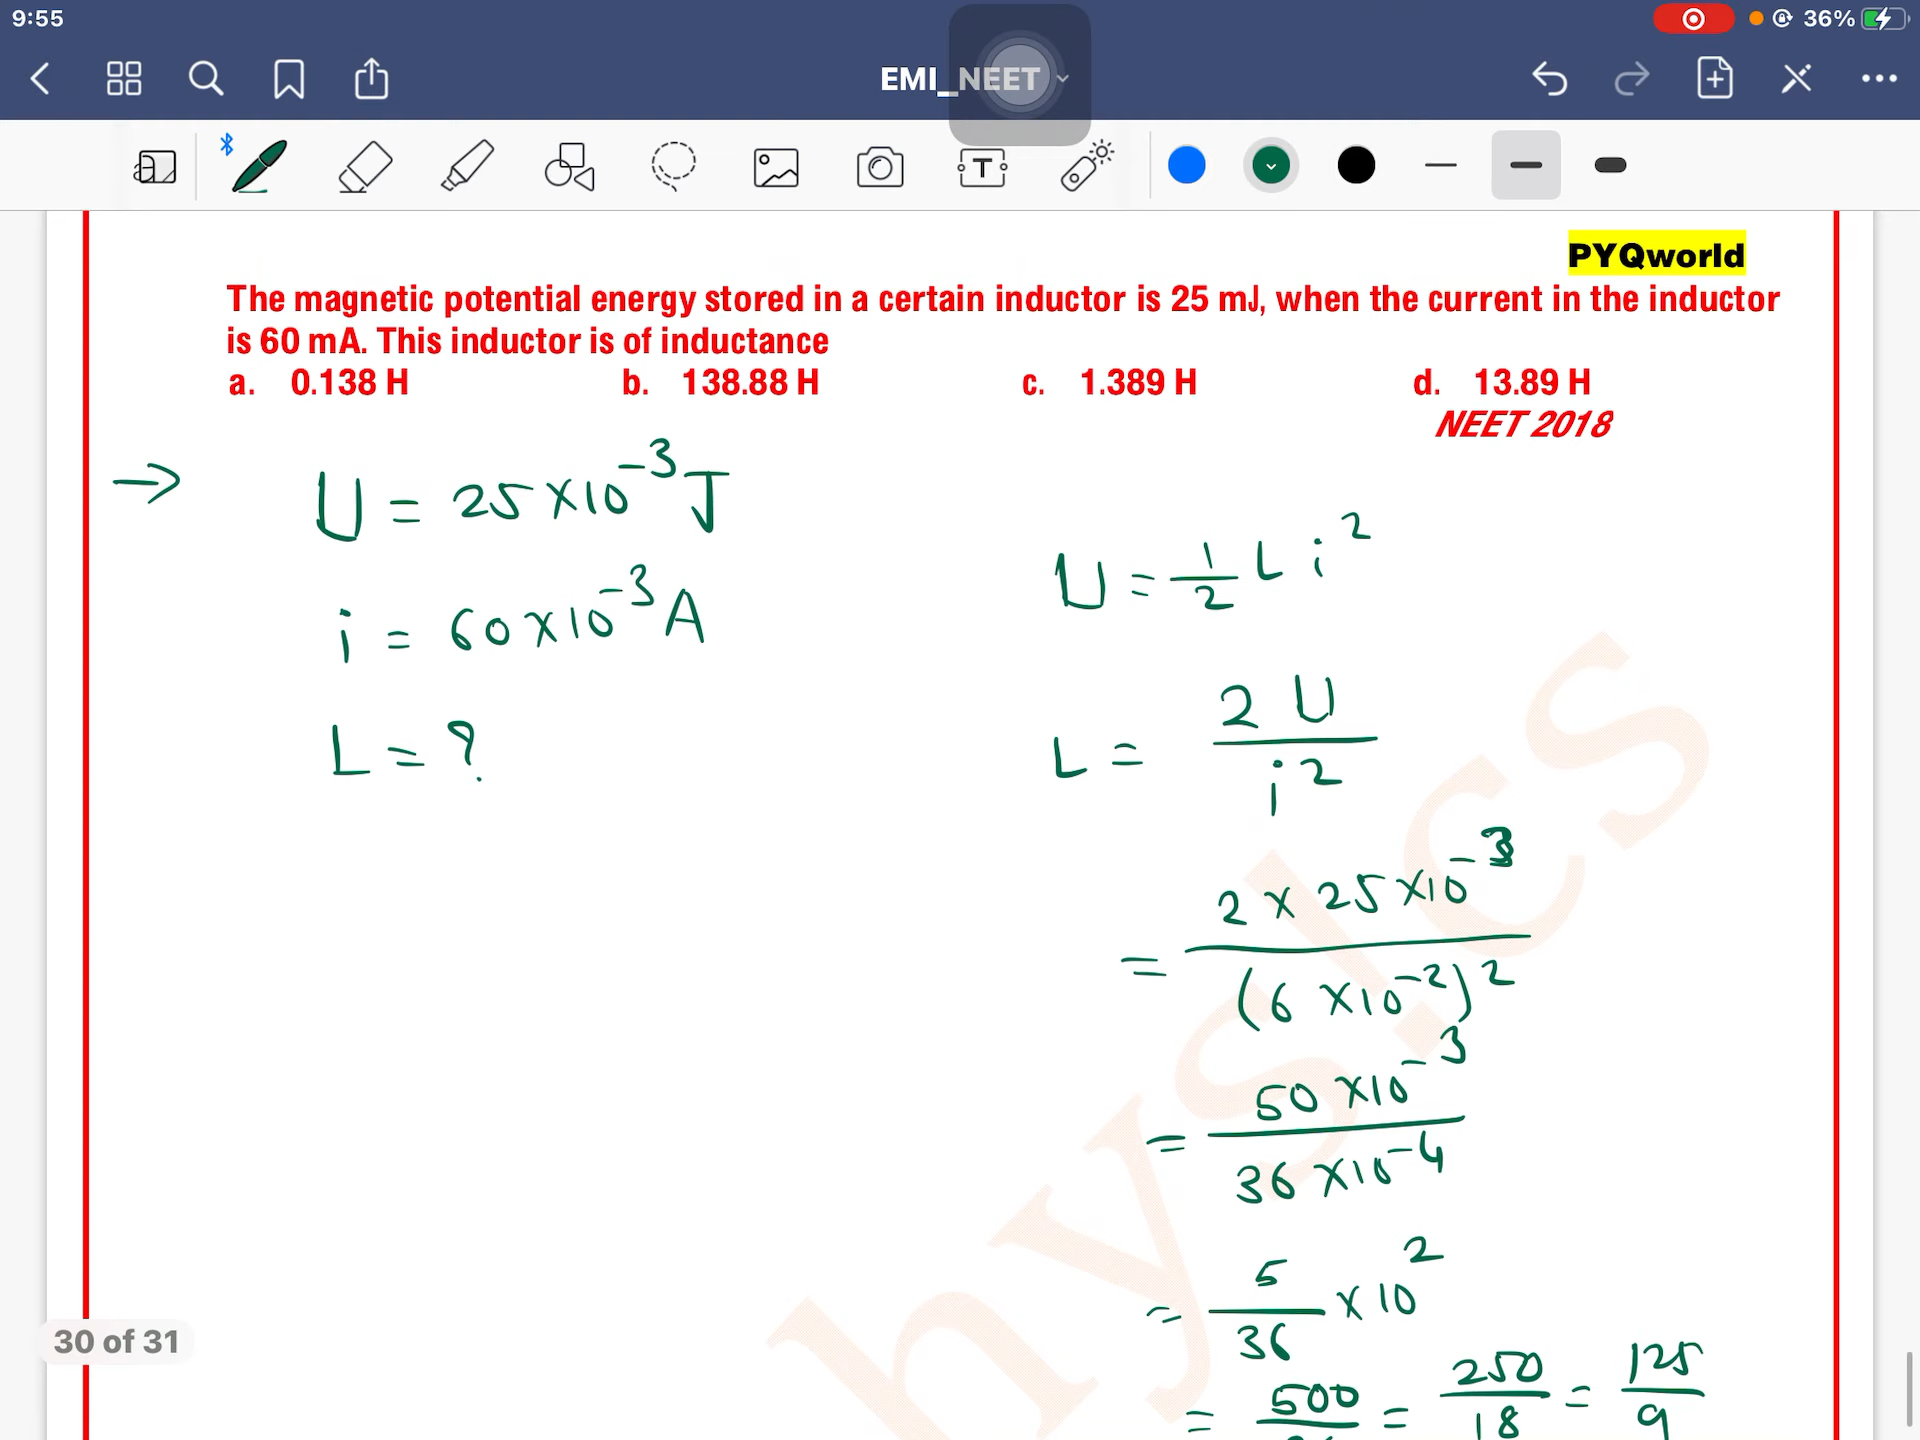 9:55
36%
EMI_NEET
T
PYQworld
The magnetic potential energy stored in a certain inductor is 25 mJ, when the current in the inductor
is 60 mA. This inductor is of inductance
a. 0.138 H b. 138.88 H c. 1.389 H d. 13.89 H
NEET 2018
→ U = 25 × 10⁻³ J
i = 60 × 10⁻³ A
L = ?
U = 1/2 L i²
L = 2 U / i²
= 2 × 25 × 10⁻³ / (6 × 10⁻²)²
= 50 × 10⁻³ / 36 × 10⁻⁴
= 5/36 × 10²
= 500 = 250/18 = 125/9
hysics
30 of 31